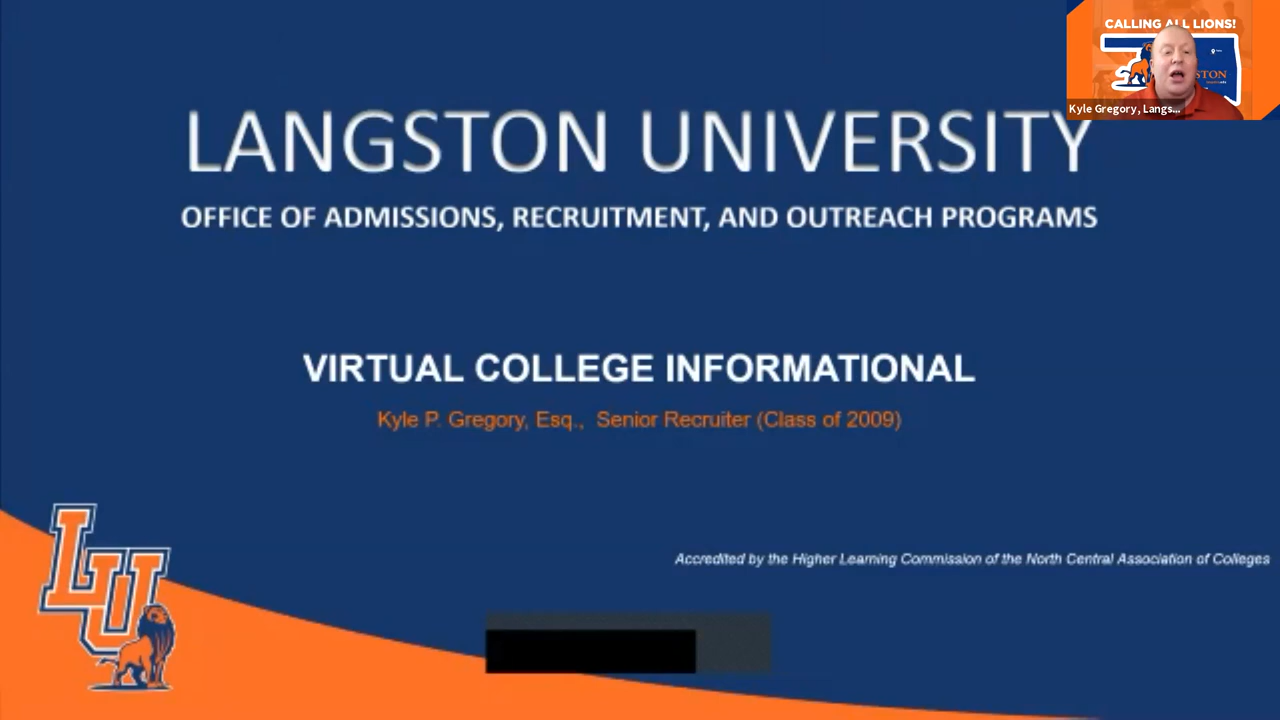 CALLING ALL LIONS!
STON
Kyle Gregory, Langs...
LANGSTON UNIVERSITY
OFFICE OF ADMISSIONS, RECRUITMENT, AND OUTREACH PROGRAMS
VIRTUAL COLLEGE INFORMATIONAL
Kyle P. Gregory, Esq., Senior Recruiter (Class of 2009)
Accredited by the Higher Learning Commission of the North Central Association of Colleges
LU